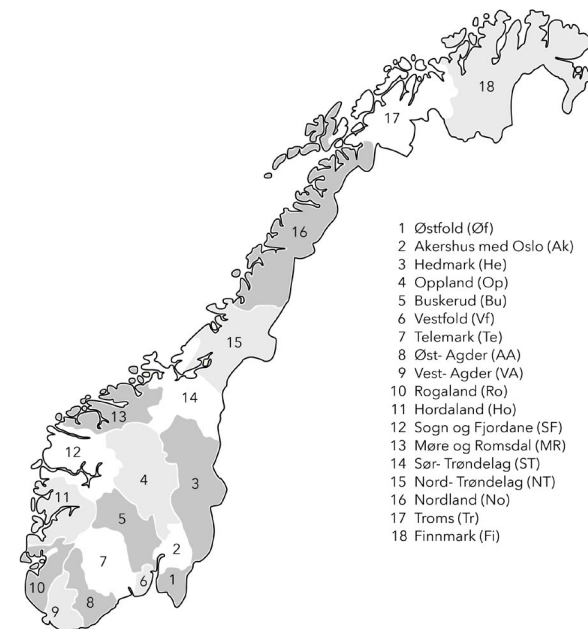 18
17
16
15
14
13
12
11
4
3
5
2
7
10
6
1
8
9
1 Østfold (Øf)
2 Akershus med Oslo (Ak)
3 Hedmark (He)
4 Oppland (Op)
5 Buskerud (Bu)
6 Vestfold (Vf)
7 Telemark (Te)
8 Øst- Agder (AA)
9 Vest- Agder (VA)
10 Rogaland (Ro)
11 Hordaland (Ho)
12 Sogn og Fjordane (SF)
13 Møre og Romsdal (MR)
14 Sør- Trøndelag (ST)
15 Nord- Trøndelag (NT)
16 Nordland (No)
17 Troms (Tr)
18 Finnmark (Fi)